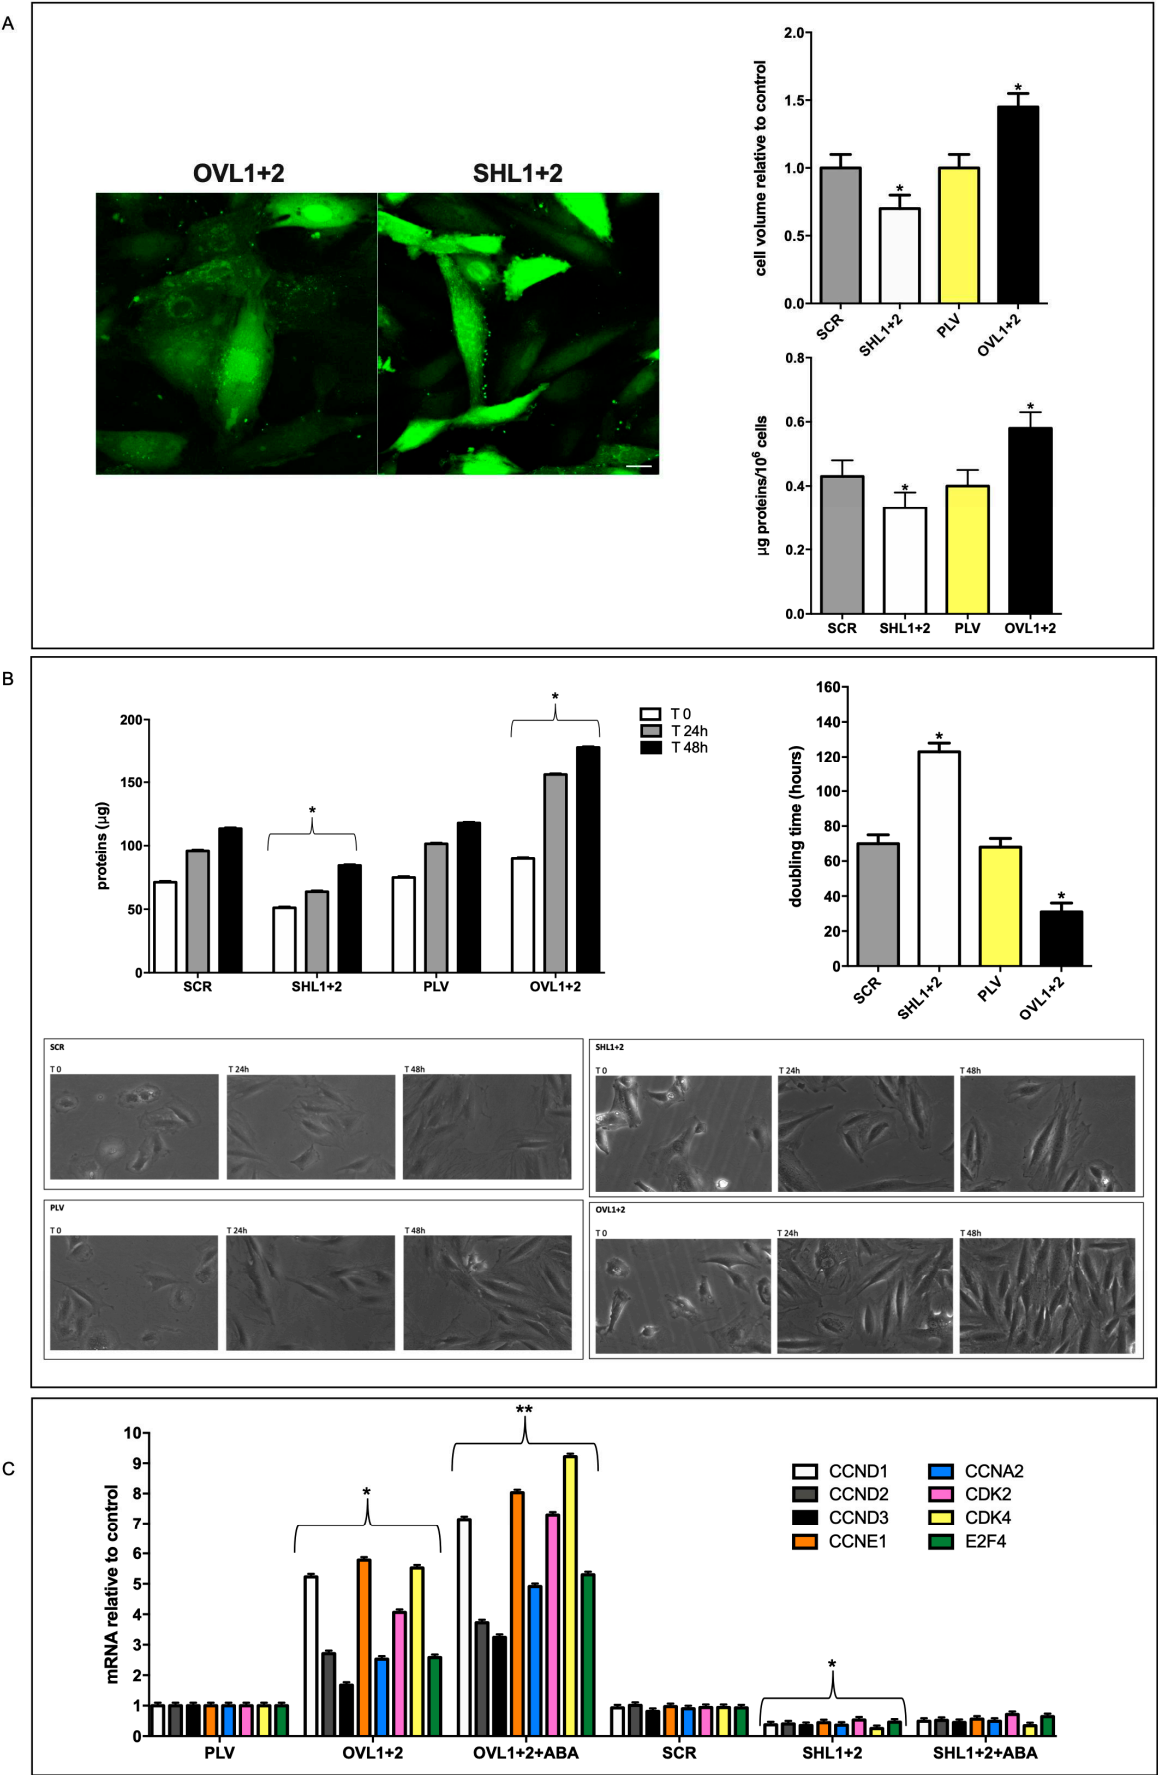 A
OVL1+2
SHL1+2
cell volume relative to control
2.0
1.5
1.0
0.5
0.0
*
*
SCR
SHL1+2
PLV
OVL1+2
µg proteins/10⁶ cells
0.8
0.6
0.4
0.2
0.0
*
*
SCR
SHL1+2
PLV
OVL1+2
B
proteins (µg)
200
150
100
50
0
*
*
SCR
SHL1+2
PLV
OVL1+2
T 0
T 24h
T 48h
doubling time (hours)
160
140
120
100
80
60
40
20
0
*
*
SCR
SHL1+2
PLV
OVL1+2
SCR
T 0
T 24h
T 48h
SHL1+2
T 0
T 24h
T 48h
PLV
T 0
T 24h
T 48h
OVL1+2
T 0
T 24h
T 48h
C
mRNA relative to control
10
9
8
7
6
5
4
3
2
1
0
*
**
*
PLV
OVL1+2
OVL1+2+ABA
SCR
SHL1+2
SHL1+2+ABA
CCND1
CCND2
CCND3
CCNE1
CCNA2
CDK2
CDK4
E2F4